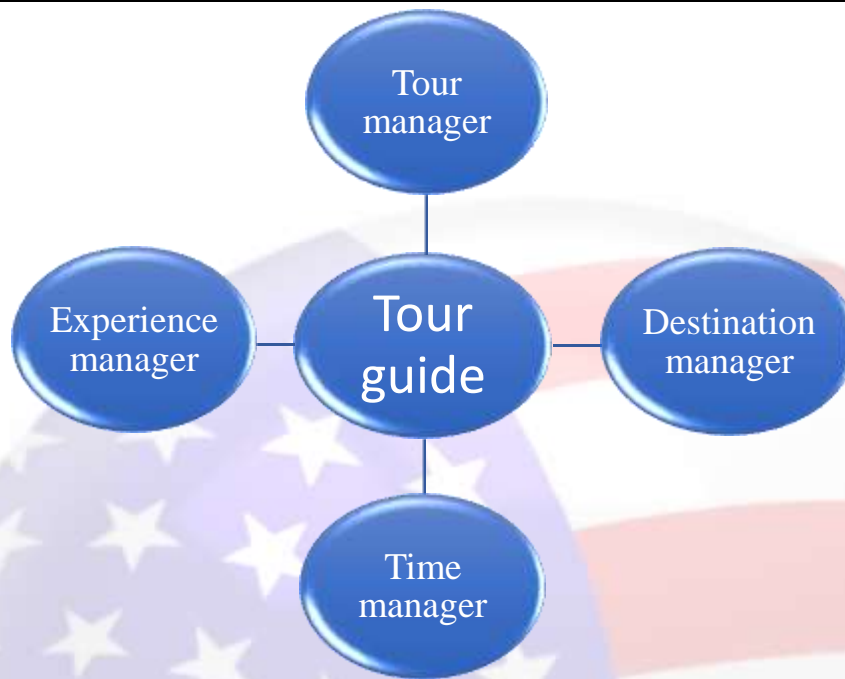 Tour
manager
Experience
manager
Tour
guide
Destination
manager
Time
manager